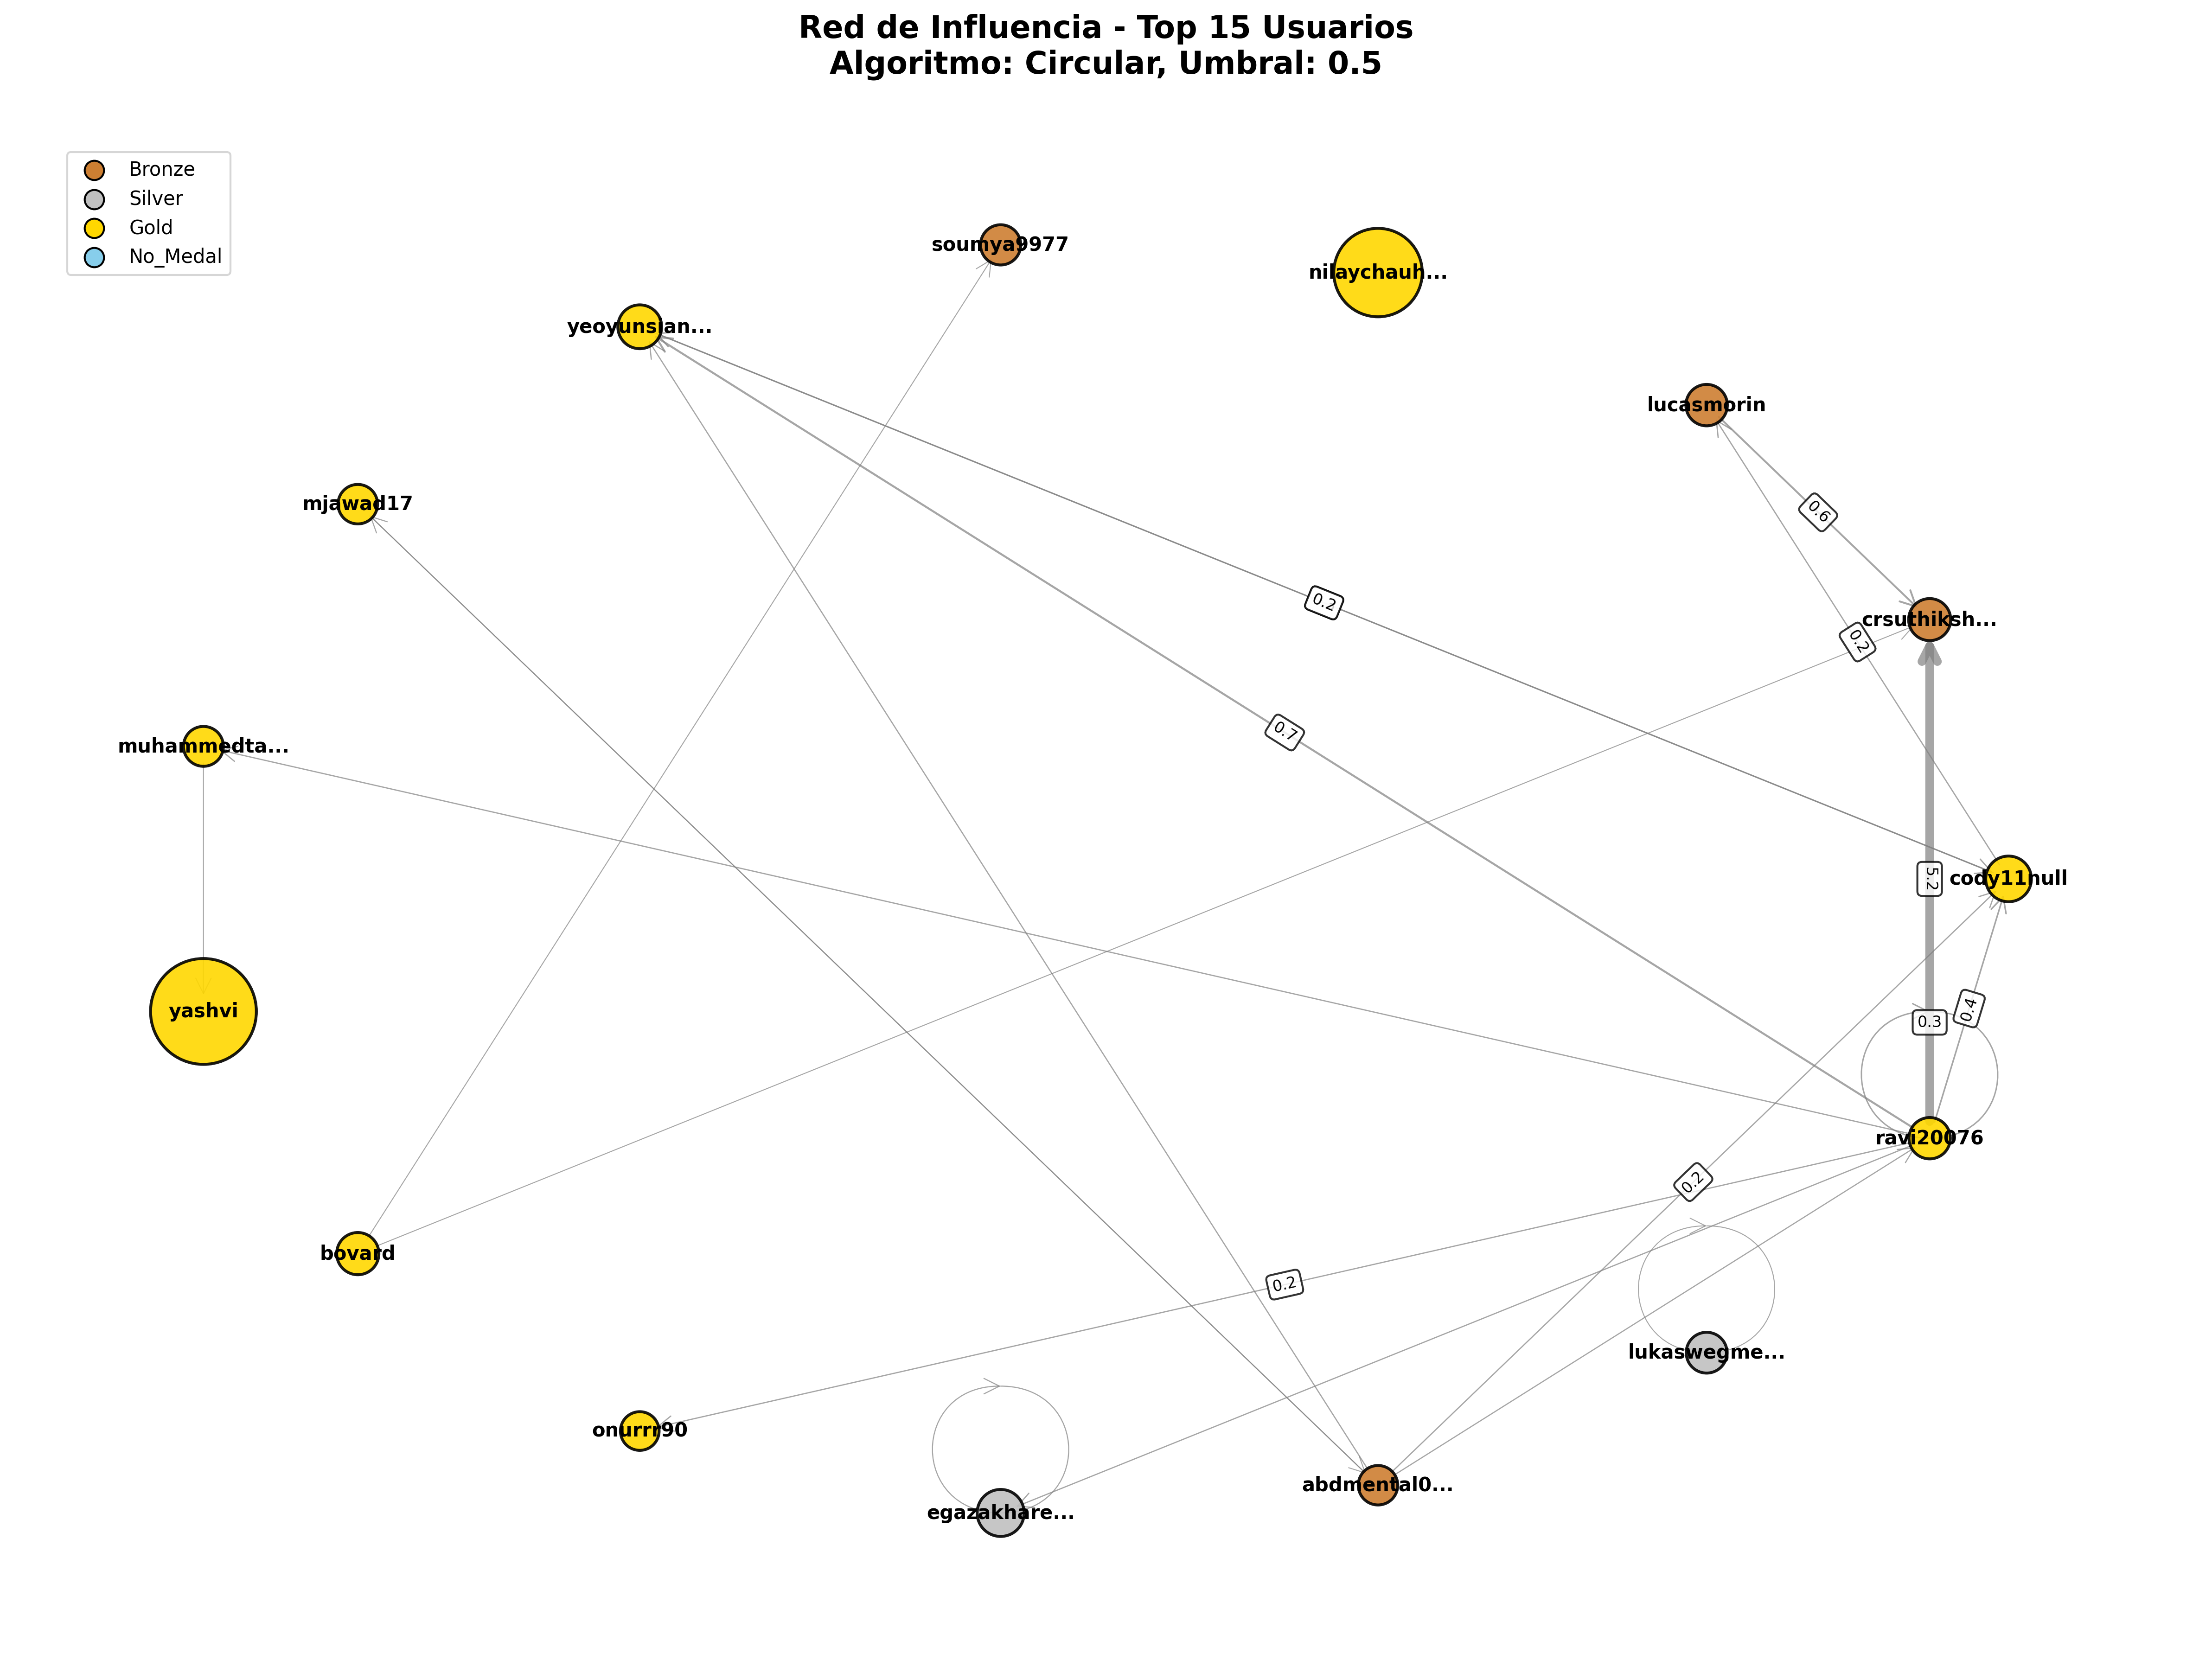 Red de Influencia - Top 15 Usuarios
Algoritmo: Circular, Umbral: 0.5
Bronze
Silver
Gold
No_Medal
soumya9977
nilaychauh...
yeoyunsian...
lucasmorin
mjawad17
0.6
0.2
crsuthiksh...
0.2
0.7
muhammedta...
5.2
cody11null
yashvi
0.4
0.3
ravi20076
0.2
bovard
0.2
lukaswegme...
onurrr90
abdmental0...
egazakhare...